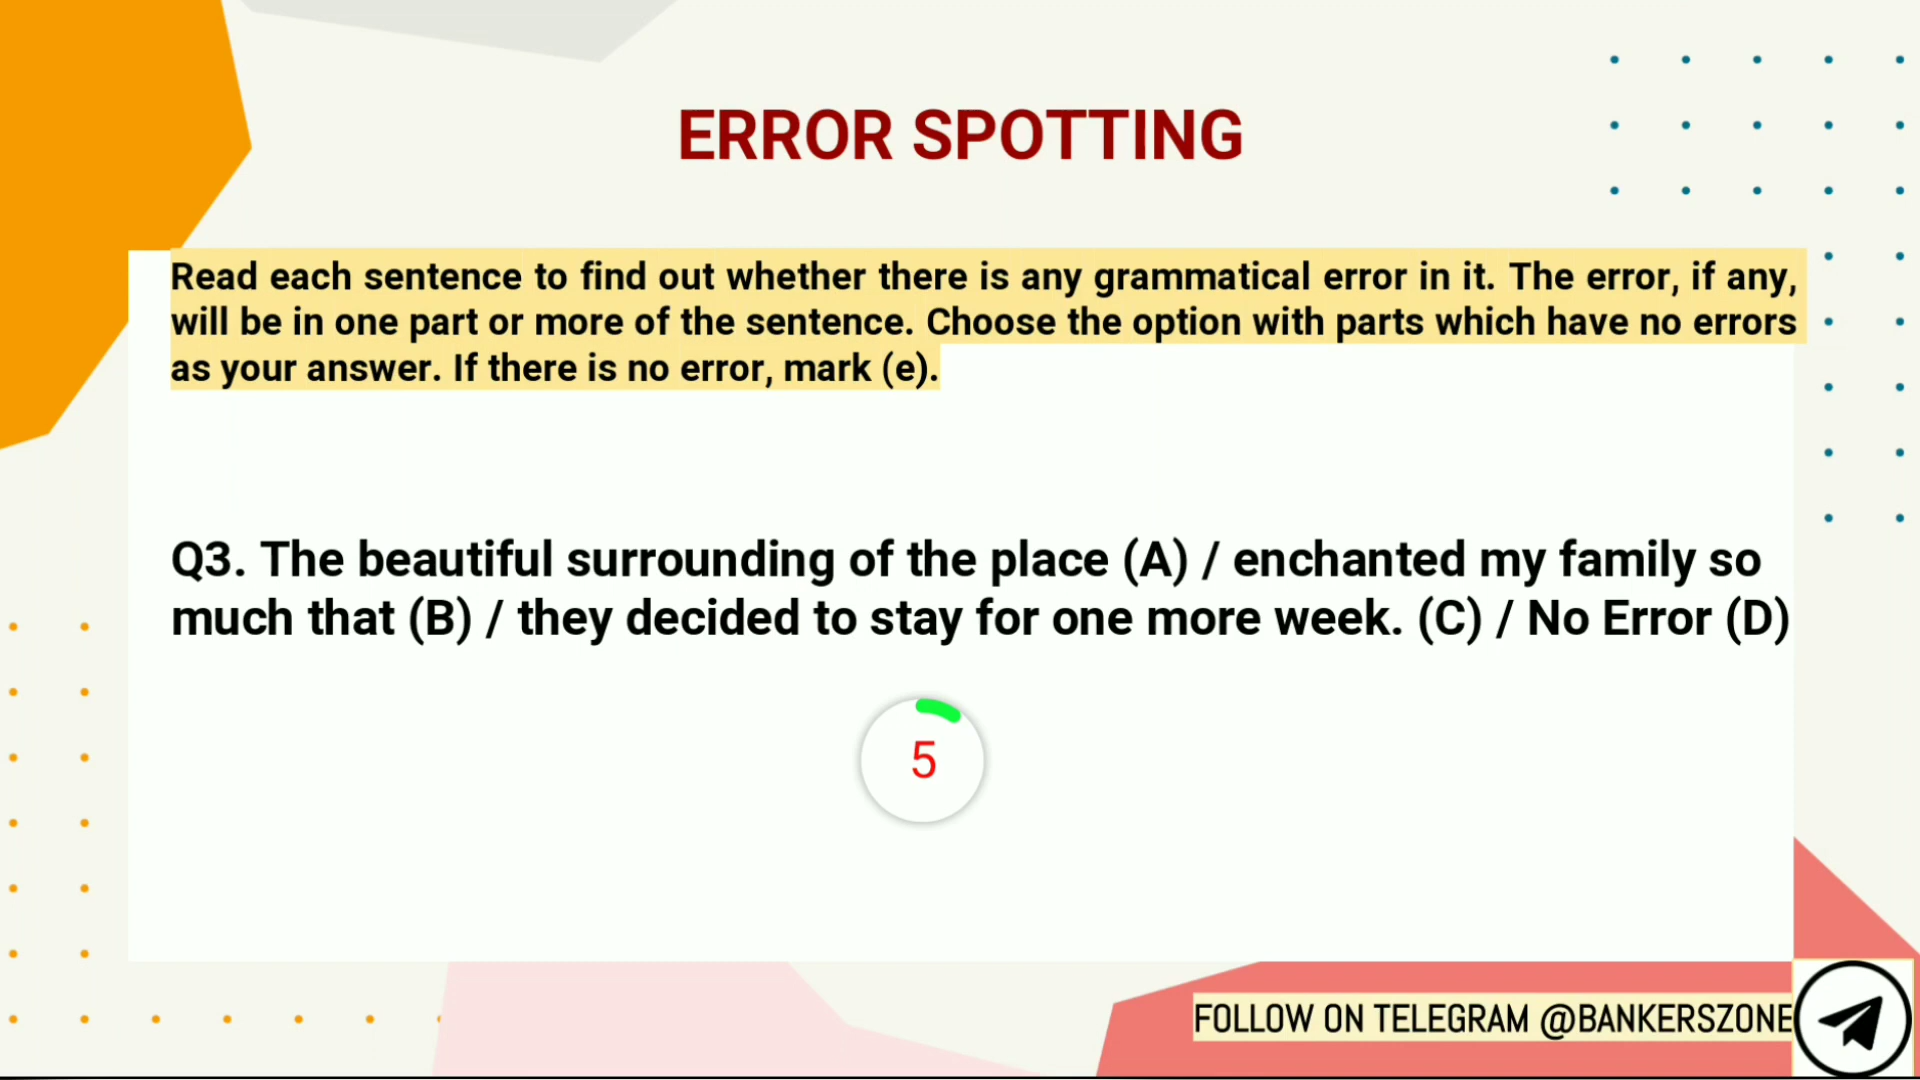 ERROR SPOTTING
Read each sentence to find out whether there is any grammatical error in it. The error, if any,
will be in one part or more of the sentence. Choose the option with parts which have no errors
as your answer. If there is no error, mark (e).
Q3. The beautiful surrounding of the place (A) / enchanted my family so
much that (B) / they decided to stay for one more week. (C) / No Error (D)
5
FOLLOW ON TELEGRAM @BANKERSZONE